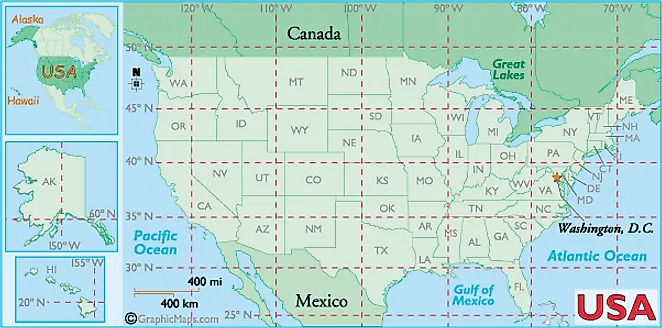 Alaska
USA
Hawaii
AK
60° N
150° W
HI
155° W
20° N
120° W
110° W
100° W
90° W
80° W
70° W
50° N
45° N
40° N
35° N
30° N
25° N
N
Canada
Great
Lakes
WA
MT
ND
MN
ME
OR
ID
WY
SD
WI
MI
NY
VT
NH
MA
CT
NV
UT
CO
NE
IA
IL
IN
OH
PA
NJ
DE
MD
CA
KS
MO
KY
WV
VA
AZ
NM
OK
AR
TN
NC
SC
TX
LA
MS
AL
GA
FL
Washington, D.C.
Pacific
Ocean
Atlantic Ocean
Gulf of
Mexico
Mexico
400 mi
400 km
©GraphicMaps.com
USA